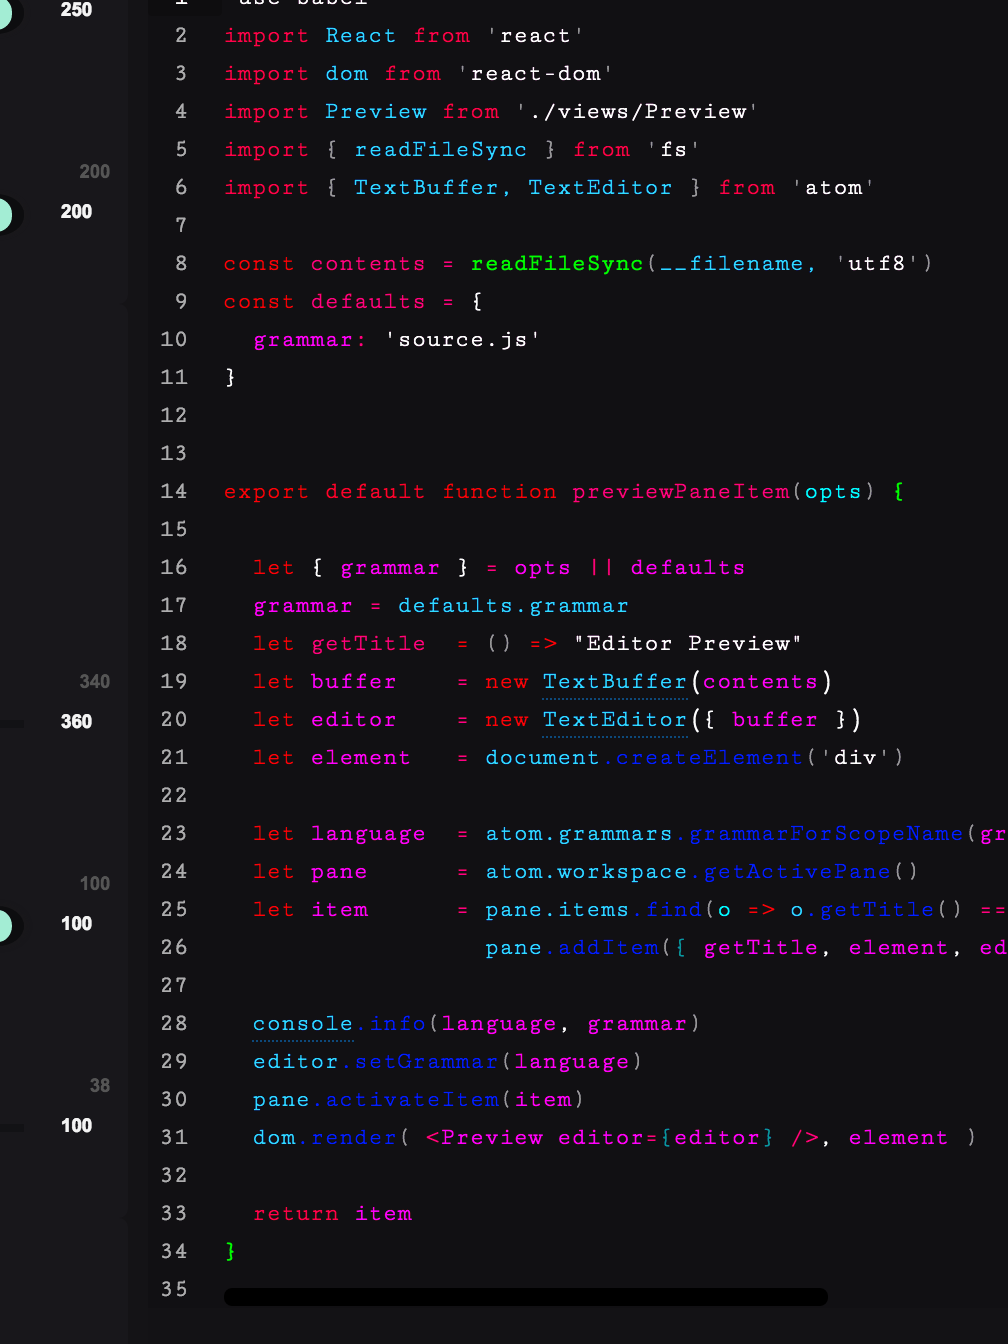 250
200
200
340
360
100
100
38
100
1 'use babel'
2 import React from 'react'
3 import dom from 'react-dom'
4 import Preview from './views/Preview'
5 import { readFileSync } from 'fs'
6 import { TextBuffer, TextEditor } from 'atom'
7
8 const contents = readFileSync(__filename, 'utf8')
9 const defaults = {
10   grammar: 'source.js'
11 }
12
13
14 export default function previewPaneItem(opts) {
15
16   let { grammar } = opts || defaults
17   grammar = defaults.grammar
18   let getTitle  = () => "Editor Preview"
19   let buffer    = new TextBuffer(contents)
20   let editor    = new TextEditor({ buffer })
21   let element   = document.createElement('div')
22
23   let language  = atom.grammars.grammarForScopeName(gr
24   let pane      = atom.workspace.getActivePane()
25   let item      = pane.items.find(o => o.getTitle() ==
26                   pane.addItem({ getTitle, element, ed
27
28   console.info(language, grammar)
29   editor.setGrammar(language)
30   pane.activateItem(item)
31   dom.render( <Preview editor={editor} />, element )
32
33   return item
34 }
35